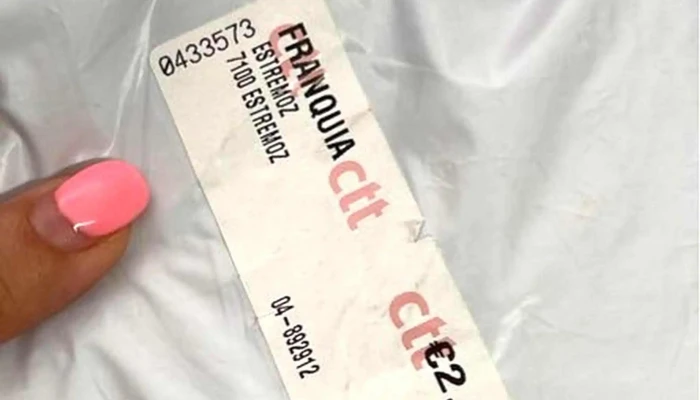 0433573
FRANQUIA
ESTREMOZ
7100 ESTREMOZ
ctt
04-892912
ctt
€2